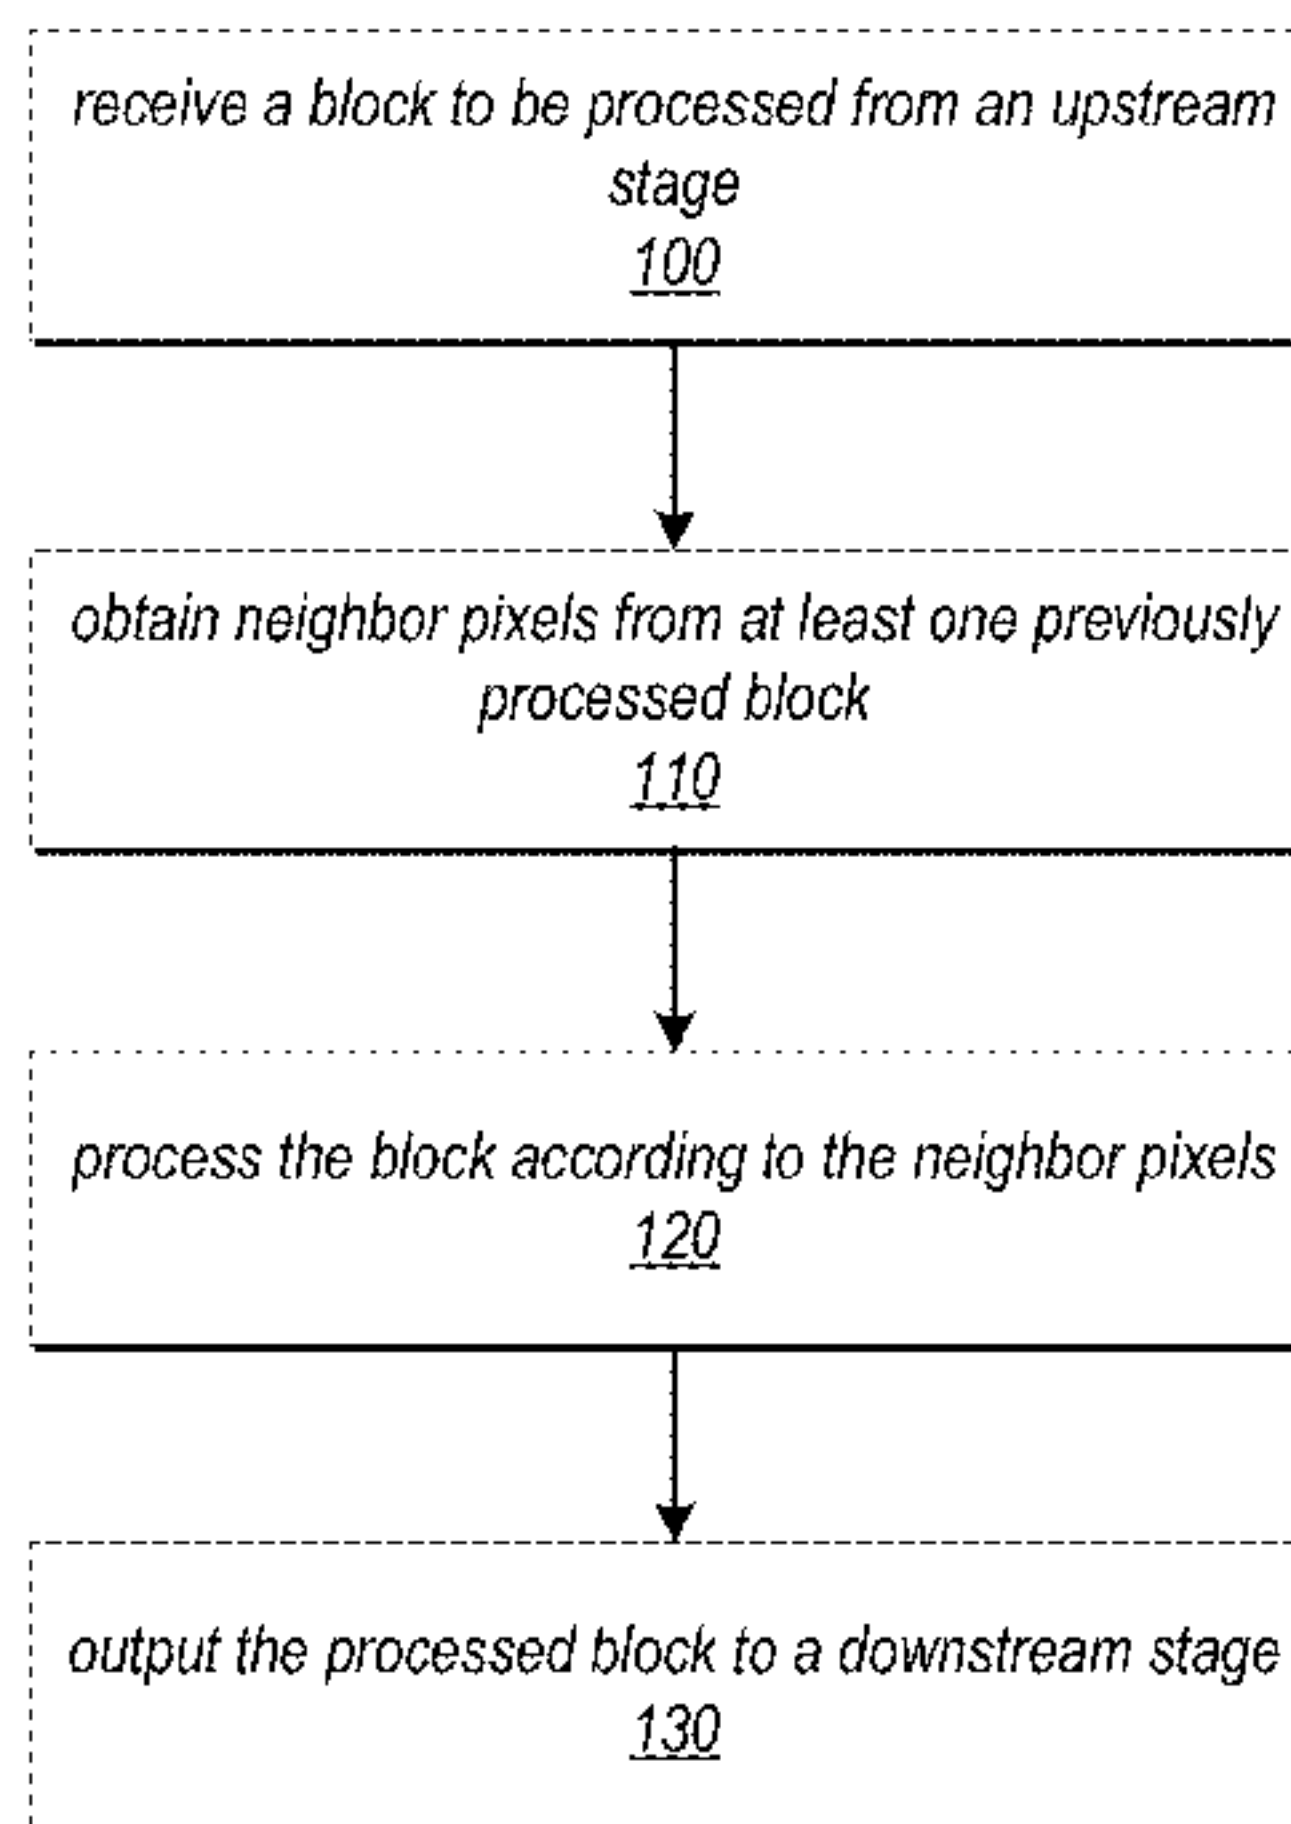 receive a block to be processed from an upstream
stage
100
obtain neighbor pixels from at least one previously
processed block
110
process the block according to the neighbor pixels
120
output the processed block to a downstream stage
130